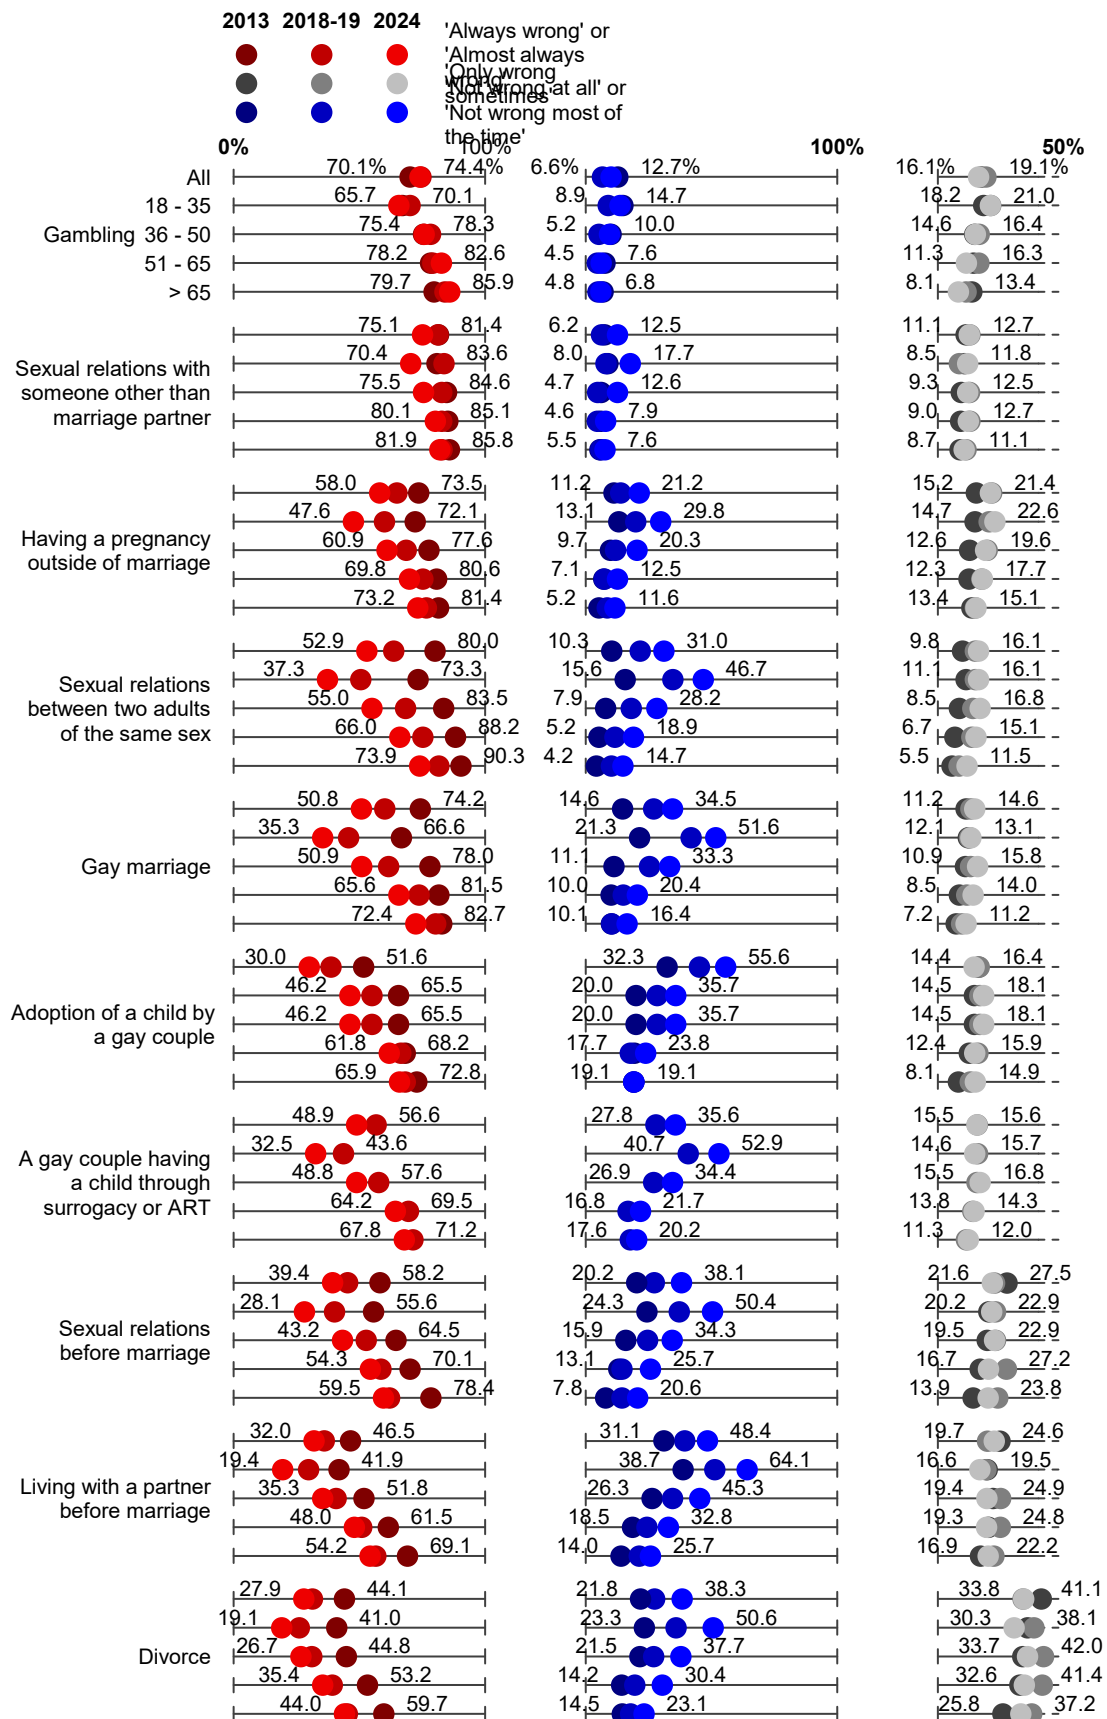 2013 2018-19 2024
'Always wrong' or
'Almost always
wrong'
'Only wrong
sometimes'
'Not wrong at all' or
'Not wrong most of
the time'
0% 100% 100% 50%
All 70.1% 74.4% 6.6% 12.7% 16.1% 19.1%
18 - 35 65.7 70.1 8.9 14.7 18.2 21.0
Gambling 36 - 50 75.4 78.3 5.2 10.0 14.6 16.4
51 - 65 78.2 82.6 4.5 7.6 11.3 16.3
> 65 79.7 85.9 4.8 6.8 8.1 13.4
Sexual relations with
someone other than
marriage partner
75.1 81.4 6.2 12.5 11.1 12.7
70.4 83.6 8.0 17.7 8.5 11.8
75.5 84.6 4.7 12.6 9.3 12.5
80.1 85.1 4.6 7.9 9.0 12.7
81.9 85.8 5.5 7.6 8.7 11.1
Having a pregnancy
outside of marriage
58.0 73.5 11.2 21.2 15.2 21.4
47.6 72.1 13.1 29.8 14.7 22.6
60.9 77.6 9.7 20.3 12.6 19.6
69.8 80.6 7.1 12.5 12.3 17.7
73.2 81.4 5.2 11.6 13.4 15.1
Sexual relations
between two adults
of the same sex
52.9 80.0 10.3 31.0 9.8 16.1
37.3 73.3 15.6 46.7 11.1 16.1
55.0 83.5 7.9 28.2 8.5 16.8
66.0 88.2 5.2 18.9 6.7 15.1
73.9 90.3 4.2 14.7 5.5 11.5
Gay marriage
50.8 74.2 14.6 34.5 11.2 14.6
35.3 66.6 21.3 51.6 12.1 13.1
50.9 78.0 11.1 33.3 10.9 15.8
65.6 81.5 10.0 20.4 8.5 14.0
72.4 82.7 10.1 16.4 7.2 11.2
Adoption of a child by
a gay couple
30.0 51.6 32.3 55.6 14.4 16.4
46.2 65.5 20.0 35.7 14.5 18.1
46.2 65.5 20.0 35.7 14.5 18.1
61.8 68.2 17.7 23.8 12.4 15.9
65.9 72.8 19.1 19.1 8.1 14.9
A gay couple having
a child through
surrogacy or ART
48.9 56.6 27.8 35.6 15.5 15.6
32.5 43.6 40.7 52.9 14.6 15.7
48.8 57.6 26.9 34.4 15.5 16.8
64.2 69.5 16.8 21.7 13.8 14.3
67.8 71.2 17.6 20.2 11.3 12.0
Sexual relations
before marriage
39.4 58.2 20.2 38.1 21.6 27.5
28.1 55.6 24.3 50.4 20.2 22.9
43.2 64.5 15.9 34.3 19.5 22.9
54.3 70.1 13.1 25.7 16.7 27.2
59.5 78.4 7.8 20.6 13.9 23.8
Living with a partner
before marriage
32.0 46.5 31.1 48.4 19.7 24.6
19.4 41.9 38.7 64.1 16.6 19.5
35.3 51.8 26.3 45.3 19.4 24.9
48.0 61.5 18.5 32.8 19.3 24.8
54.2 69.1 14.0 25.7 16.9 22.2
Divorce
27.9 44.1 21.8 38.3 33.8 41.1
19.1 41.0 23.3 50.6 30.3 38.1
26.7 44.8 21.5 37.7 33.7 42.0
35.4 53.2 14.2 30.4 32.6 41.4
44.0 59.7 14.5 23.1 25.8 37.2